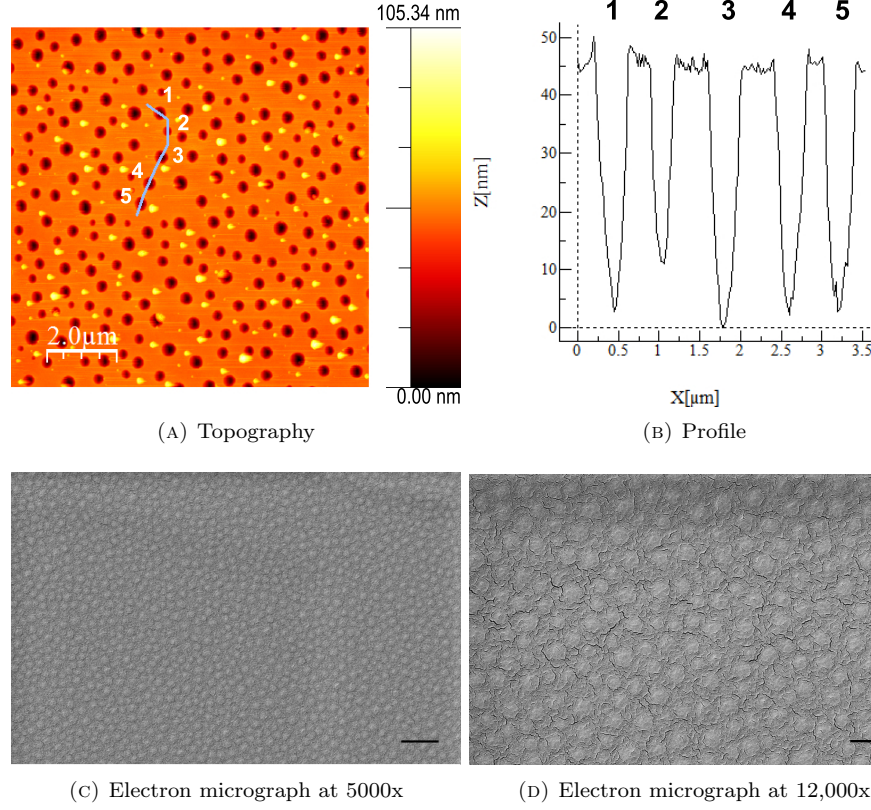 105.34 nm
1
2
3
4
5
2.0μm
0.00 nm
1 2 3 4 5
50
40
30
20
10
0
Z[nm]
0 0.5 1 1.5 2 2.5 3 3.5
X[μm]
(A) Topography
(B) Profile
(C) Electron micrograph at 5000x
(D) Electron micrograph at 12,000x